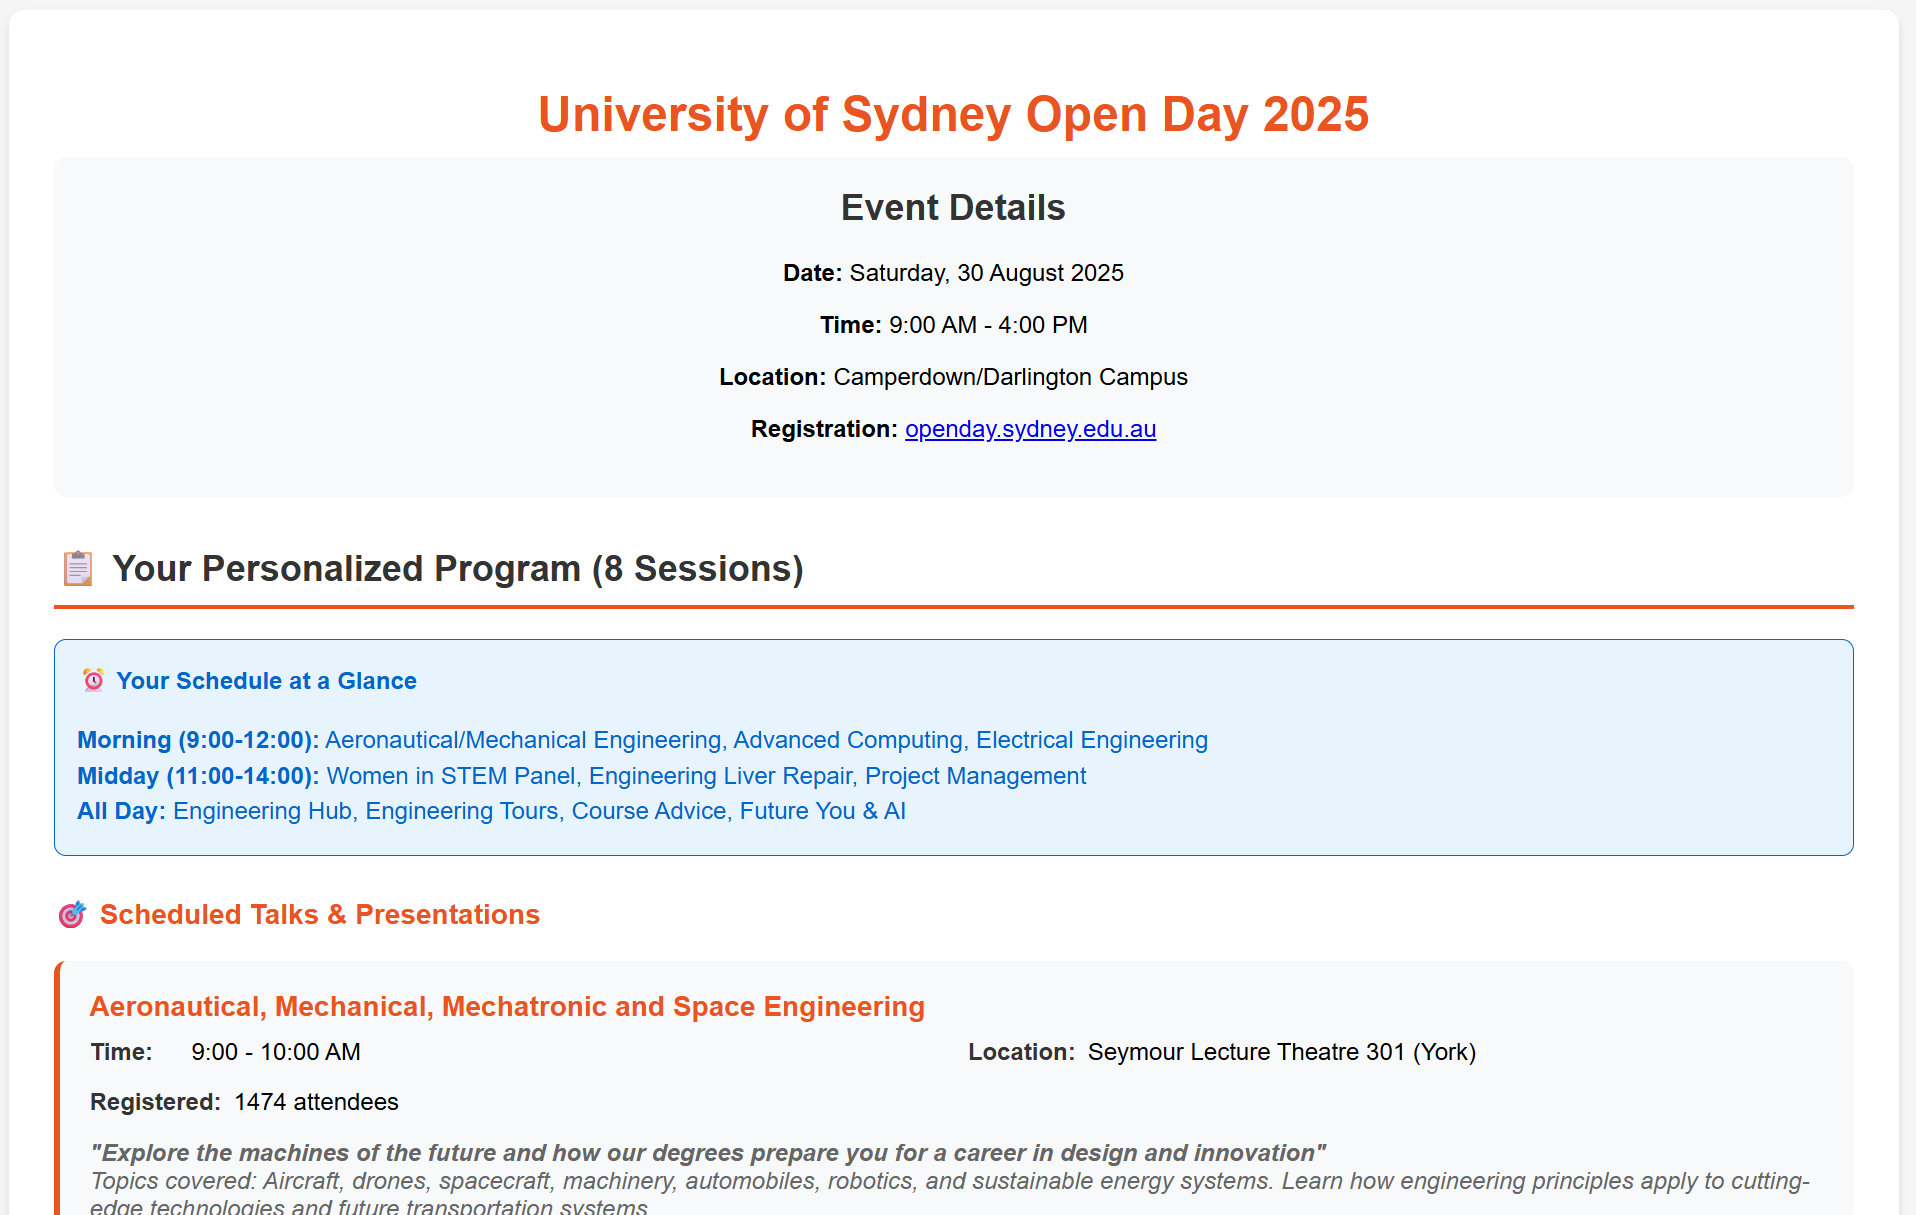 University of Sydney Open Day 2025
Event Details
Date: Saturday, 30 August 2025
Time: 9:00 AM - 4:00 PM
Location: Camperdown/Darlington Campus
Registration: openday.sydney.edu.au
Your Personalized Program (8 Sessions)
Your Schedule at a Glance
Morning (9:00-12:00): Aeronautical/Mechanical Engineering, Advanced Computing, Electrical Engineering
Midday (11:00-14:00): Women in STEM Panel, Engineering Liver Repair, Project Management
All Day: Engineering Hub, Engineering Tours, Course Advice, Future You & AI
Scheduled Talks & Presentations
Aeronautical, Mechanical, Mechatronic and Space Engineering
Time: 9:00 - 10:00 AM
Location: Seymour Lecture Theatre 301 (York)
Registered: 1474 attendees
"Explore the machines of the future and how our degrees prepare you for a career in design and innovation"
Topics covered: Aircraft, drones, spacecraft, machinery, automobiles, robotics, and sustainable energy systems. Learn how engineering principles apply to cutting-
edge technologies and future transportation systems